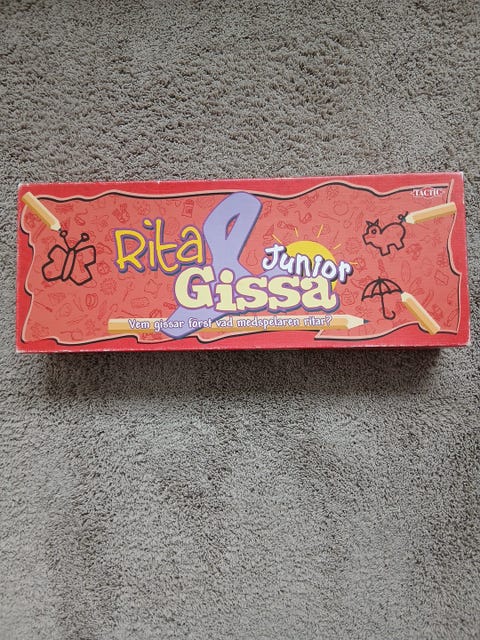 TACTIC
Rita &
Junior
Gissa
Vem gissar först vad medspelaren ritar?